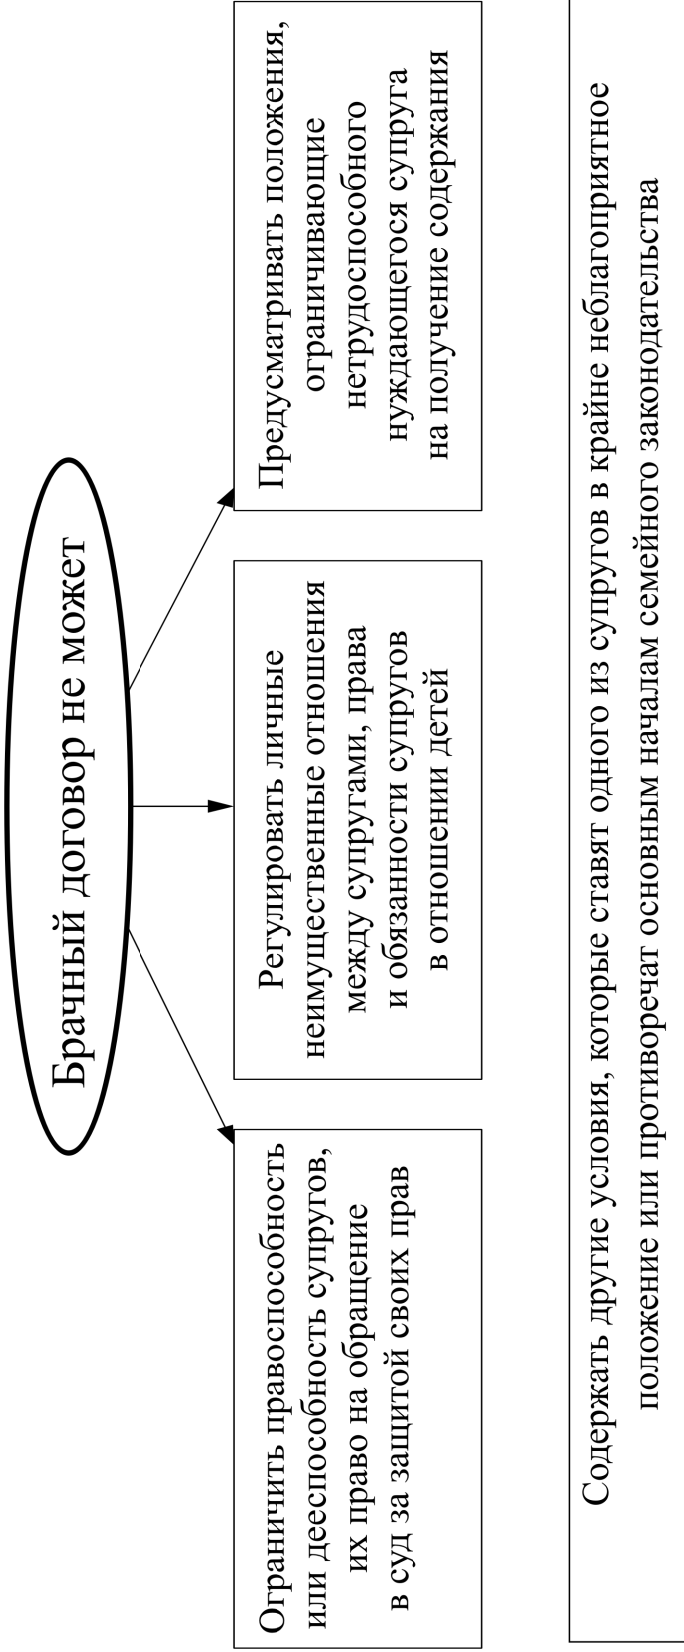 Брачный договор не может
Ограничить правоспособность
или дееспособность супругов,
их право на обращение
в суд за защитой своих прав
Регулировать личные
неимущественные отношения
между супругами, права
и обязанности супругов
в отношении детей
Предусматривать положения,
ограничивающие
нетрудоспособного
нуждающегося супруга
на получение содержания
Содержать другие условия, которые ставят одного из супругов в крайне неблагоприятное
положение или противоречат основным началам семейного законодательства